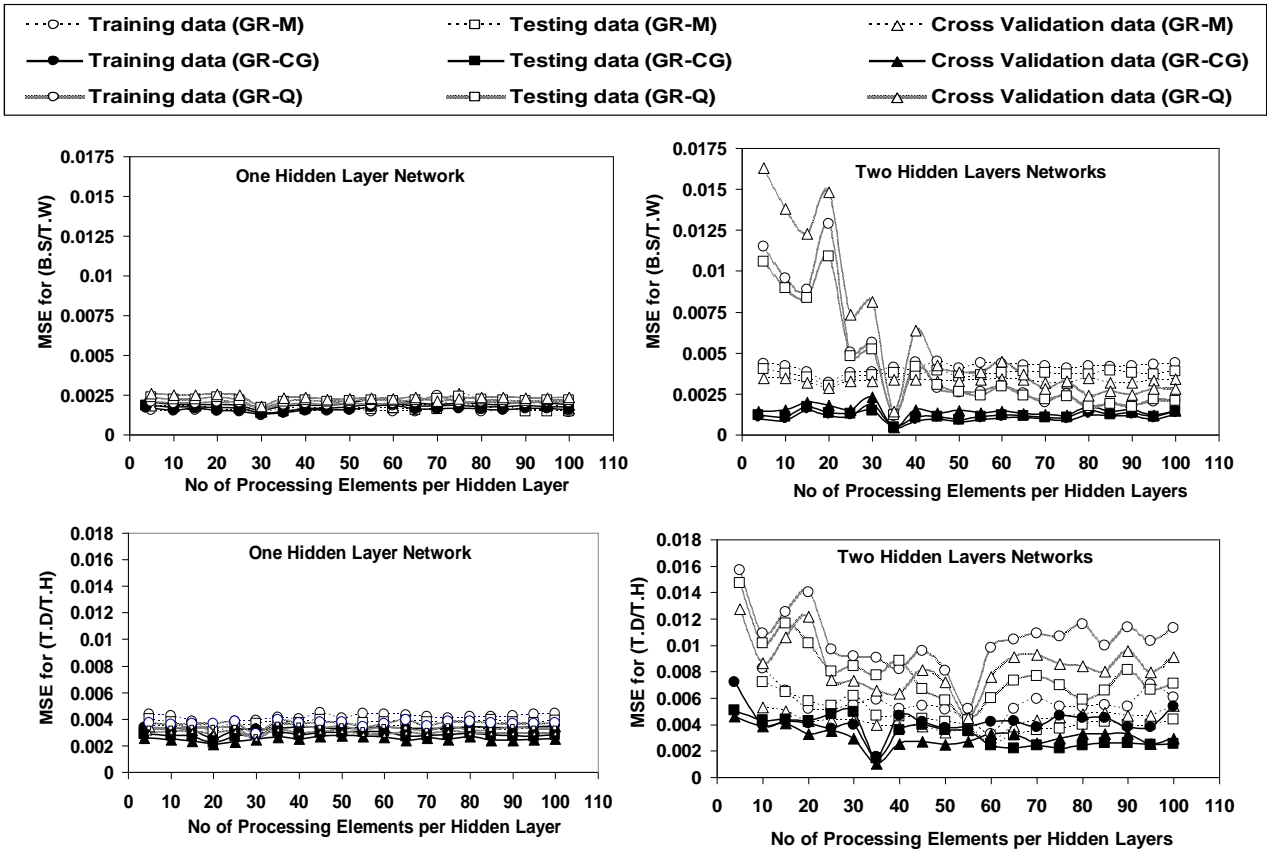 Training data (GR-M) Testing data (GR-M) Cross Validation data (GR-M)
Training data (GR-CG) Testing data (GR-CG) Cross Validation data (GR-CG)
Training data (GR-Q) Testing data (GR-Q) Cross Validation data (GR-Q)
One Hidden Layer Network
MSE for (B.S/T.W)
0.0175
0.015
0.0125
0.01
0.0075
0.005
0.0025
0
0 10 20 30 40 50 60 70 80 90 100 110
No of Processing Elements per Hidden Layer
Two Hidden Layers Networks
MSE for (B.S/T.W)
0.0175
0.015
0.0125
0.01
0.0075
0.005
0.0025
0
0 10 20 30 40 50 60 70 80 90 100 110
No of Processing Elements per Hidden Layers
One Hidden Layer Network
MSE for (T.D/T.H)
0.018
0.016
0.014
0.012
0.01
0.008
0.006
0.004
0.002
0
0 10 20 30 40 50 60 70 80 90 100 110
No of Processing Elements per Hidden Layer
Two Hidden Layers Networks
MSE for (T.D/T.H)
0.018
0.016
0.014
0.012
0.01
0.008
0.006
0.004
0.002
0
0 10 20 30 40 50 60 70 80 90 100 110
No of Processing Elements per Hidden Layers